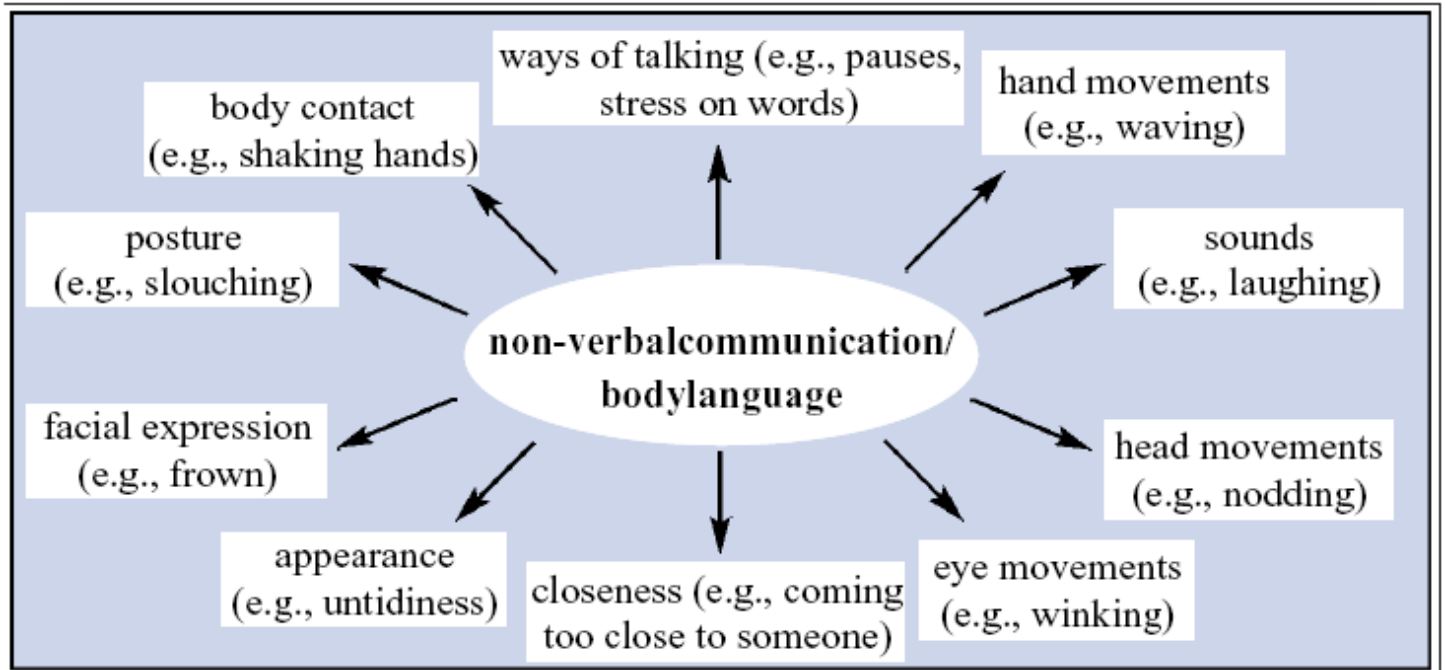 ways of talking (e.g., pauses,
stress on words)
hand movements
(e.g., waving)
body contact
(e.g., shaking hands)
posture
(e.g., slouching)
sounds
(e.g., laughing)
non-verbalcommunication/
bodylanguage
facial expression
(e.g., frown)
head movements
(e.g., nodding)
appearance
(e.g., untidiness)
closeness (e.g., coming
too close to someone)
eye movements
(e.g., winking)